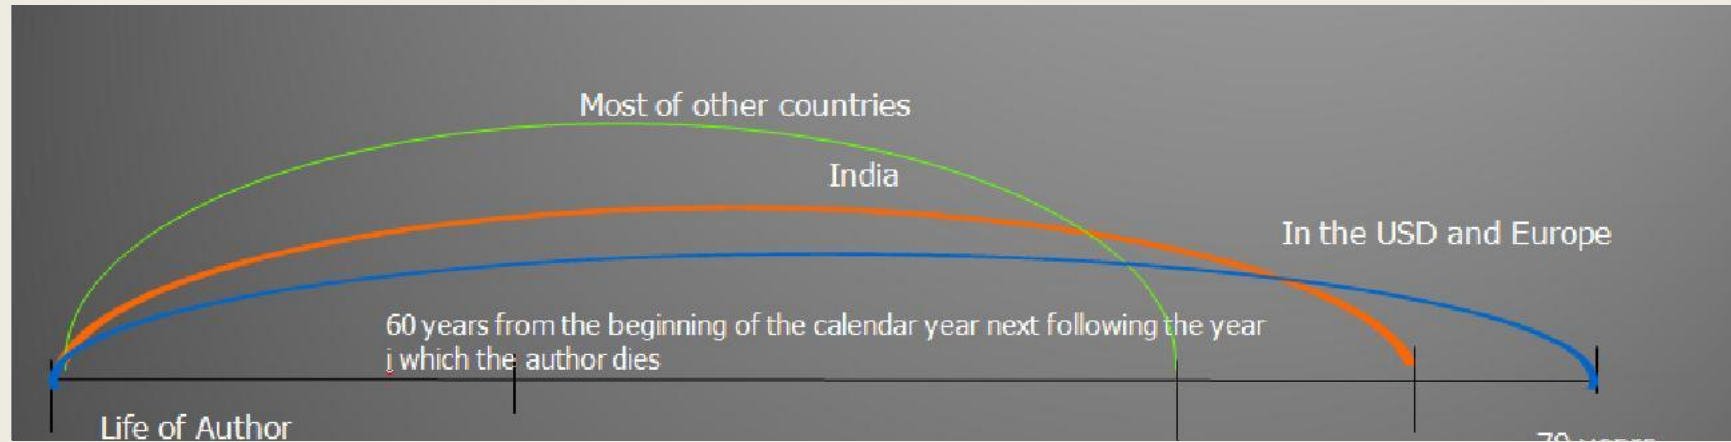 Most of other countries
India
In the USD and Europe
60 years from the beginning of the calendar year next following the year
i which the author dies
Life of Author